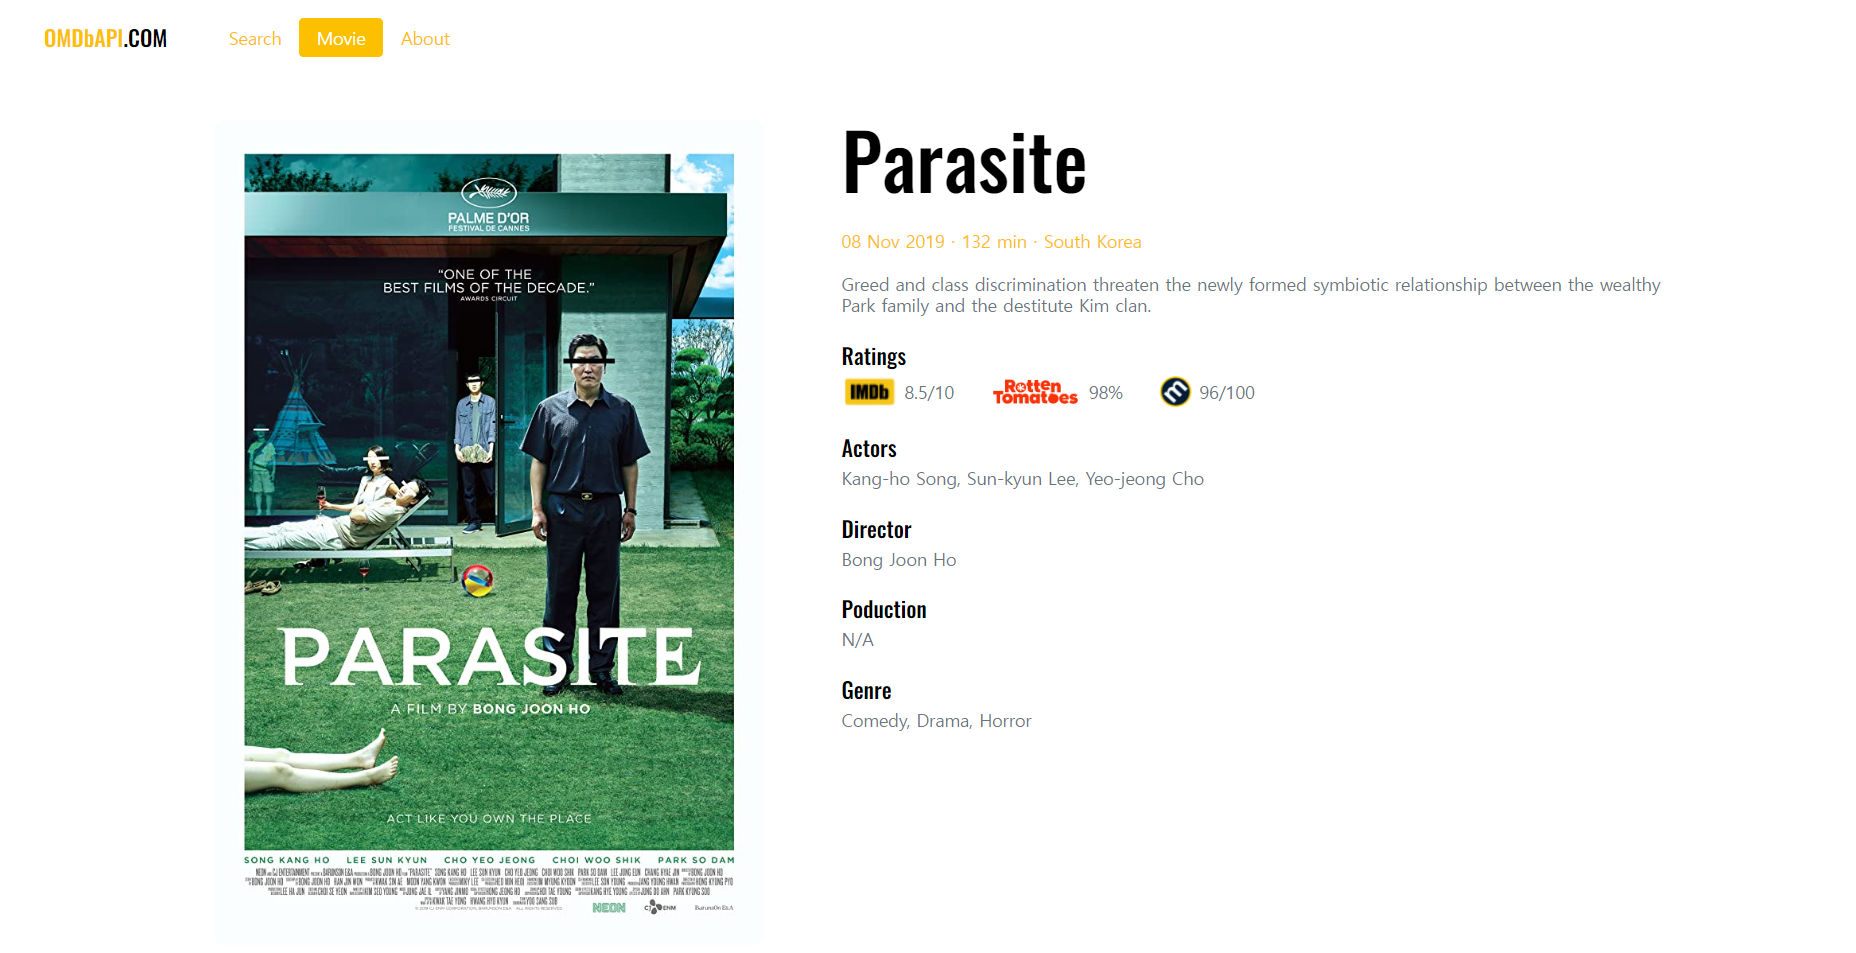 OMDbAPI.COM
Search
Movie
About
PALME D'OR
FESTIVAL DE CANNES
"ONE OF THE
BEST FILMS OF THE DECADE."
AWARDS CIRCUIT
PARASITE
A FILM BY BONG JOON HO
ACT LIKE YOU OWN THE PLACE
SONG KANG HO LEE SUN KYUN CHO YEO JEONG CHOI WOO SHIK PARK SO DAM
NEON
CJ ENM
Barunson E&A
Parasite
08 Nov 2019 · 132 min · South Korea
Greed and class discrimination threaten the newly formed symbiotic relationship between the wealthy
Park family and the destitute Kim clan.
Ratings
IMDb 8.5/10 Rotten Tomatoes 98% m 96/100
Actors
Kang-ho Song, Sun-kyun Lee, Yeo-jeong Cho
Director
Bong Joon Ho
Poduction
N/A
Genre
Comedy, Drama, Horror